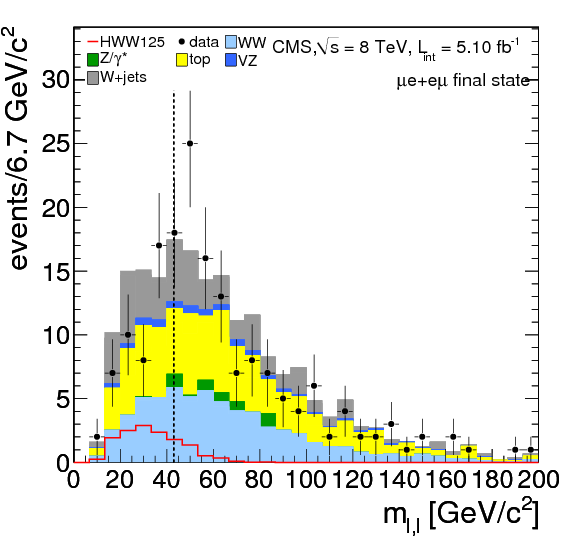 HWW125 data WW
Z/γ* top VZ
W+jets
CMS,√s = 8 TeV, L_int = 5.10 fb⁻¹
μe+eμ final state
events/6.7 GeV/c²
30
25
20
15
10
5
0
0 20 40 60 80 100 120 140 160 180 200
m_l,l [GeV/c²]